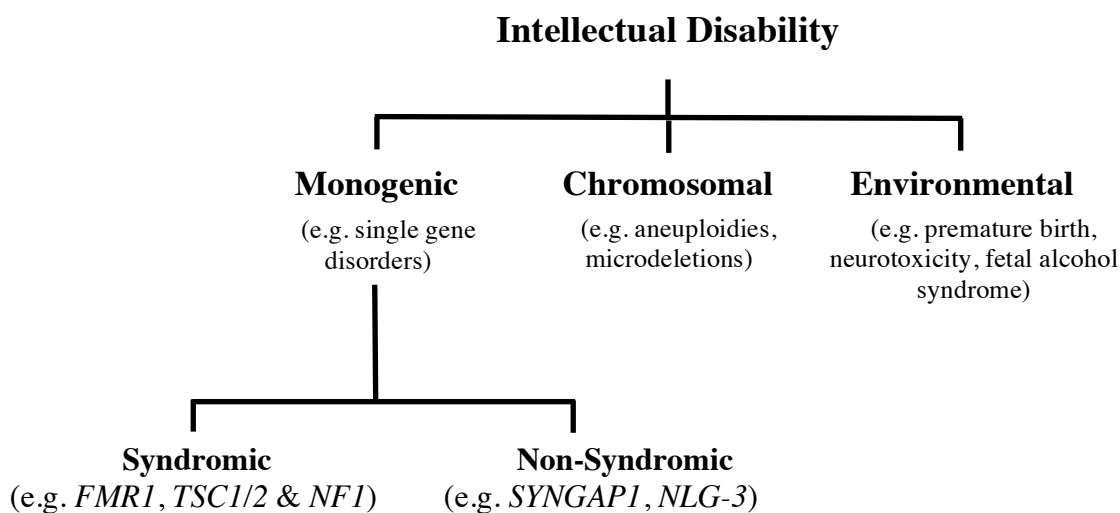 Intellectual Disability
Monogenic
(e.g. single gene
disorders)
Chromosomal
(e.g. aneuploidies,
microdeletions)
Environmental
(e.g. premature birth,
neurotoxicity, fetal alcohol
syndrome)
Syndromic
(e.g. FMR1, TSC1/2 & NF1)
Non-Syndromic
(e.g. SYNGAP1, NLG-3)